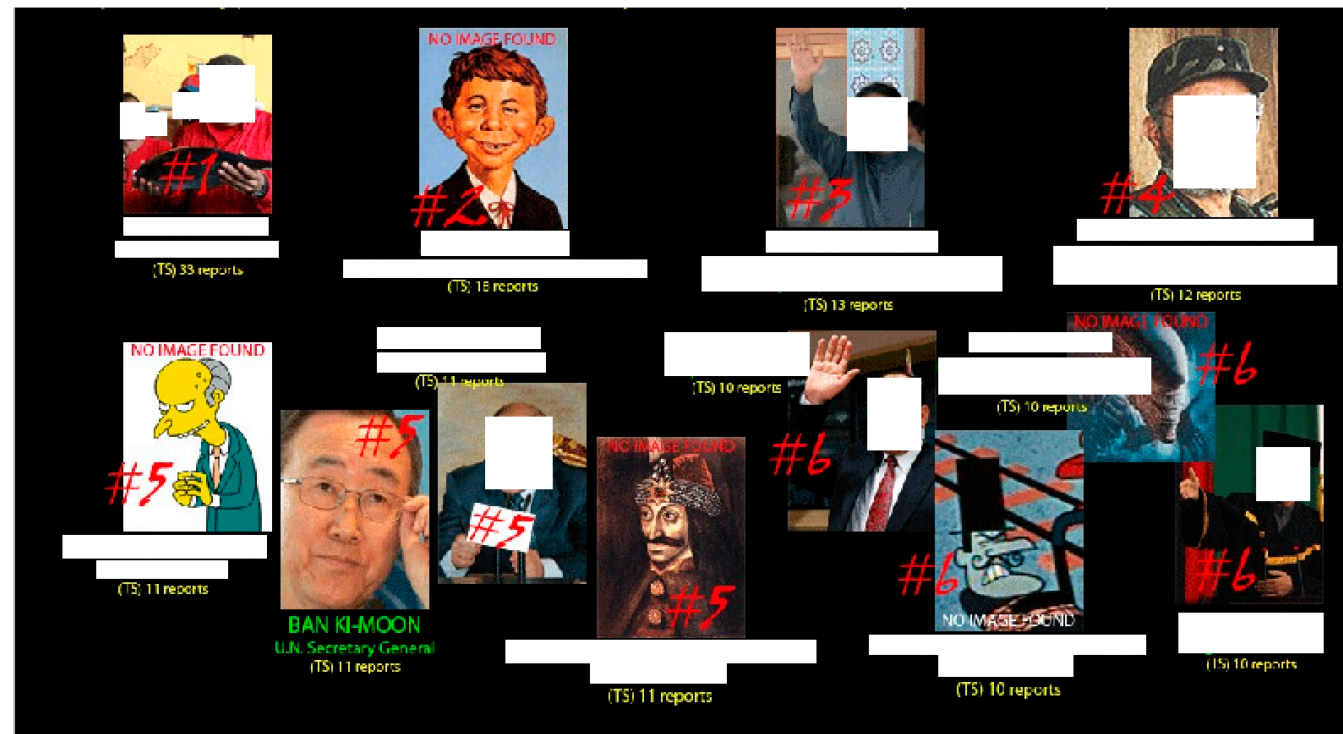 #1
(TS) 33 reports
NO IMAGE FOUND
#2
(TS) 18 reports
#3
(TS) 13 reports
#4
(TS) 12 reports
NO IMAGE FOUND
#5
(TS) 11 reports
#5
BAN KI-MOON
U.N. Secretary General
(TS) 11 reports
(TS) 11 reports
#5
NO IMAGE FOUND
#5
(TS) 11 reports
(TS) 10 reports
#6
NO IMAGE FOUND
#6
(TS) 10 reports
#6
NO IMAGE FOUND
(TS) 10 reports
#6
(TS) 10 reports